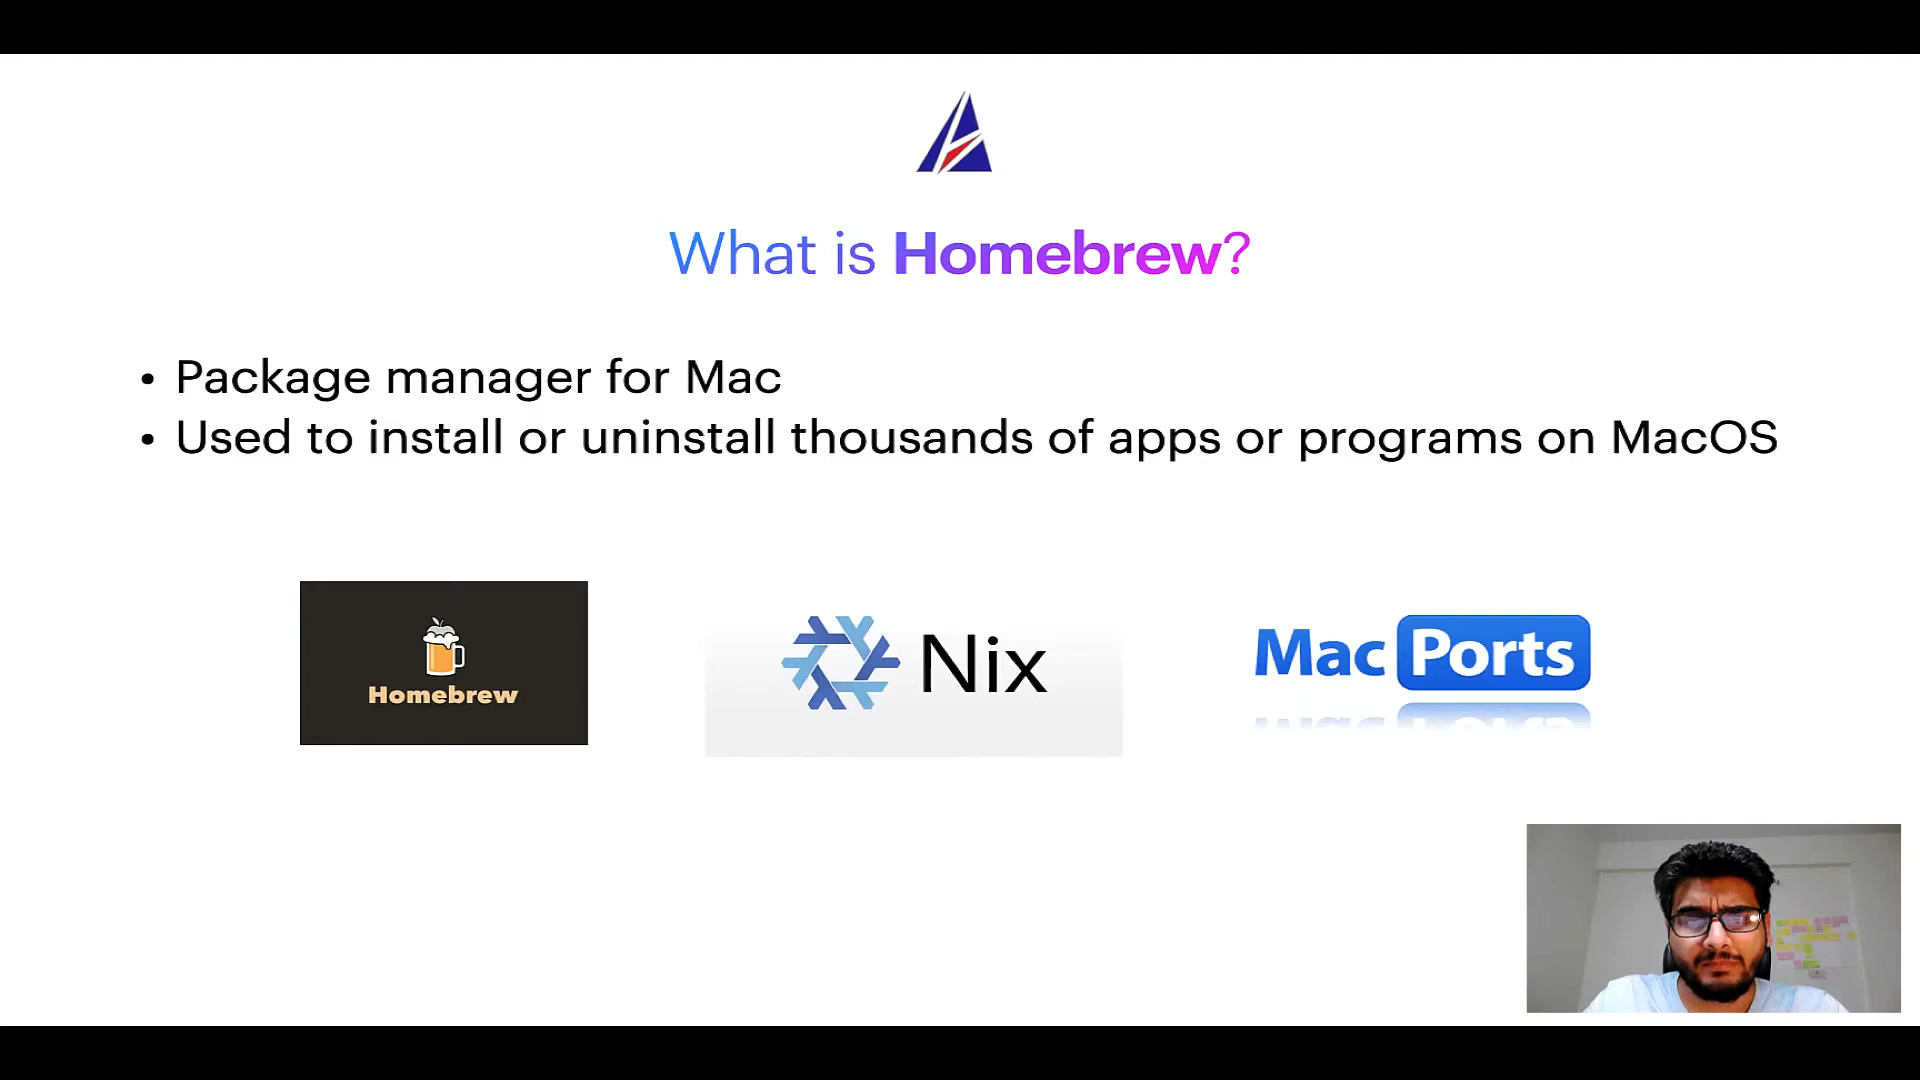 What is Homebrew?
• Package manager for Mac
• Used to install or uninstall thousands of apps or programs on MacOS
Homebrew
Nix
Mac Ports